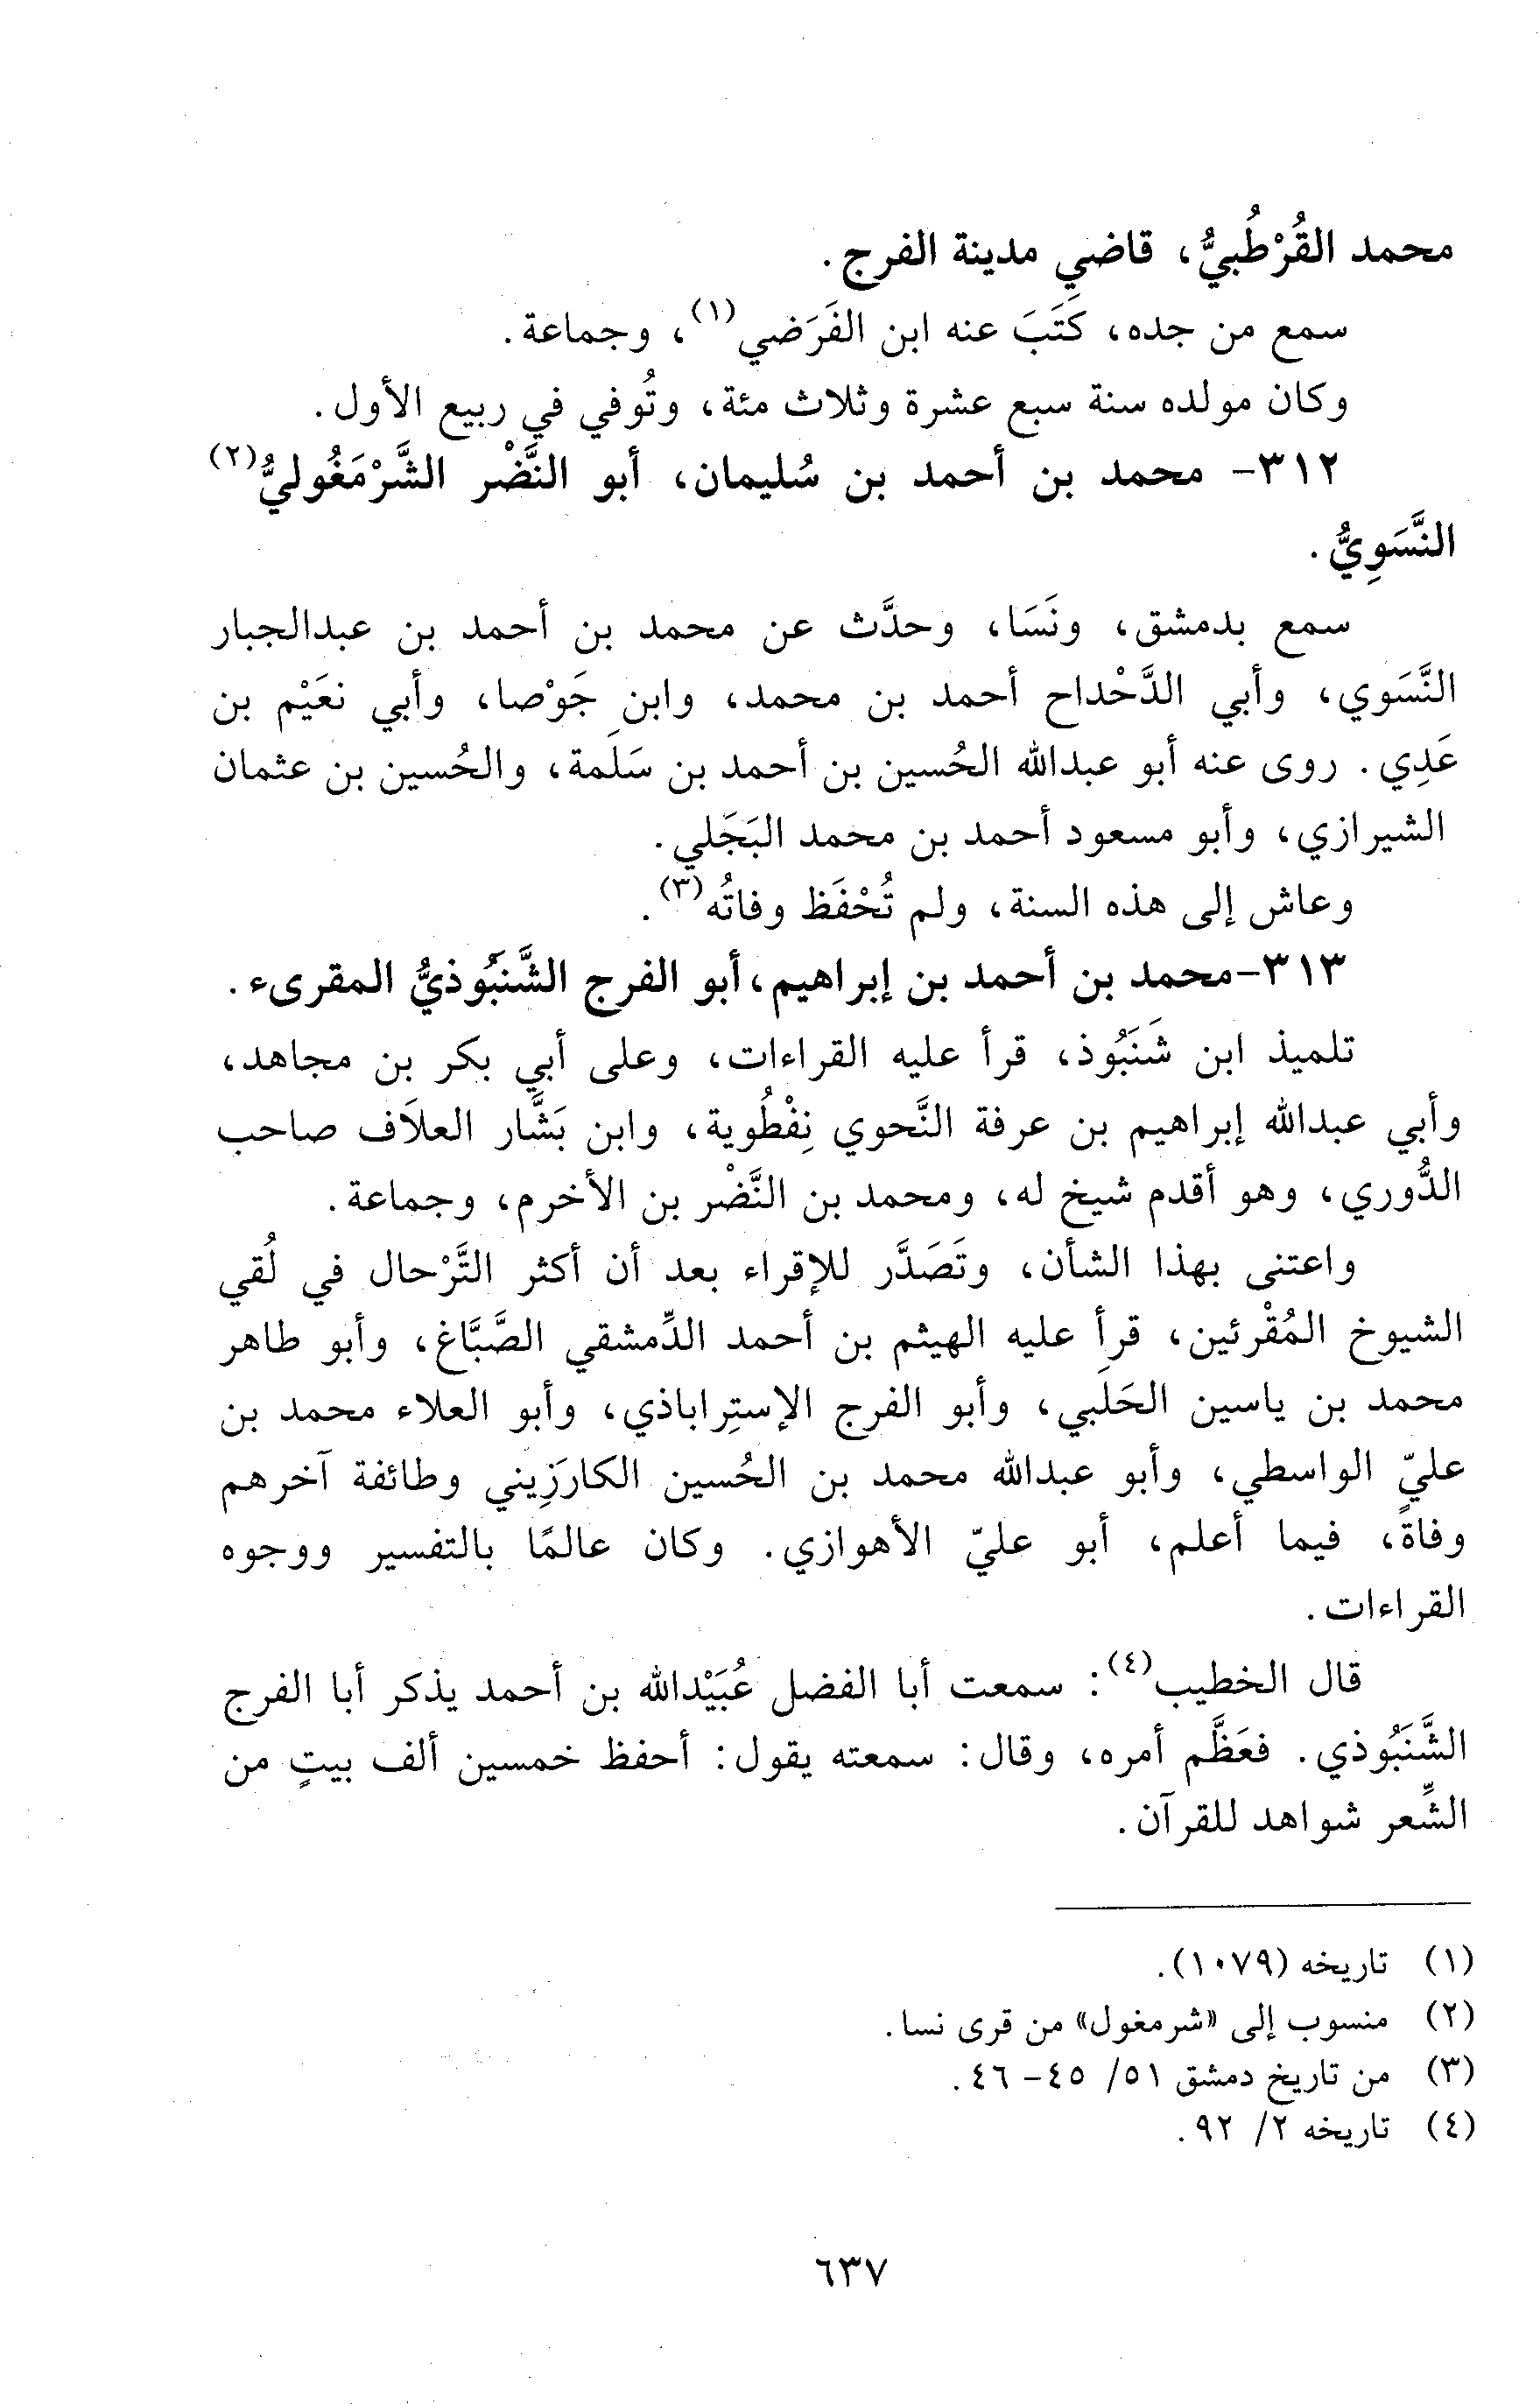 محمد القُرْطُبيُّ، قاضي مدينة الفرج.
سمع من جده، كَتَبَ عنه ابن الفَرَضي(١)، وجماعة.
وكان مولده سنة سبع عشرة وثلاث مئة، وتُوفي في ربيع الأول.
٣١٢- محمد بن أحمد بن سُليمان، أبو النَّضْر الشَّرْمَغُوليُّ(٢)
النَّسَوِيُّ.
سمع بدمشق، ونَسَا، وحدَّث عن محمد بن أحمد بن عبدالجبار
النَّسَوي، وأبي الدَّحْداح أحمد بن محمد، وابن جَوْصا، وأبي نعَيْم بن
عَدِي. روى عنه أبو عبدالله الحُسين بن أحمد بن سَلَمة، والحُسين بن عثمان
الشيرازي، وأبو مسعود أحمد بن محمد البَجَلي.
وعاش إلى هذه السنة، ولم تُحْفَظ وفاتُه(٣).
٣١٣-محمد بن أحمد بن إبراهيم، أبو الفرج الشَّنَبُوذيُّ المقرىء.
تلميذ ابن شَنَبُوذ، قرأ عليه القراءات، وعلى أبي بكر بن مجاهد،
وأبي عبدالله إبراهيم بن عرفة النَّحوي نِفْطُوية، وابن بَشَّار العلاَف صاحب
الدُّوري، وهو أقدم شيخ له، ومحمد بن النَّضْر بن الأخرم، وجماعة.
واعتنى بهذا الشأن، وتَصَدَّر للإقراء بعد أن أكثر التَّرْحال في لُقي
الشيوخ المُقْرئين، قرأ عليه الهيثم بن أحمد الدِّمشقي الصَّبَّاغ، وأبو طاهر
محمد بن ياسين الحَلَبي، وأبو الفرج الإستِراباذي، وأبو العلاء محمد بن
عليّ الواسطي، وأبو عبدالله محمد بن الحُسين الكارَزِيني وطائفة آخرهم
وفاةً، فيما أعلم، أبو عليّ الأهوازي. وكان عالمًا بالتفسير ووجوه
القراءات.
قال الخطيب(٤): سمعت أبا الفضل عُبَيْدالله بن أحمد يذكر أبا الفرج
الشَّنَبُوذي. فعَظَّم أمره، وقال: سمعته يقول: أحفظ خمسين ألف بيتٍ من
الشِّعر شواهد للقرآن.
(١) تاريخه (١٠٧٩).
(٢) منسوب إلى «شرمغول» من قرى نسا.
(٣) من تاريخ دمشق ٥١/ ٤٥- ٤٦.
(٤) تاريخه ٢/ ٩٢.
٦٣٧